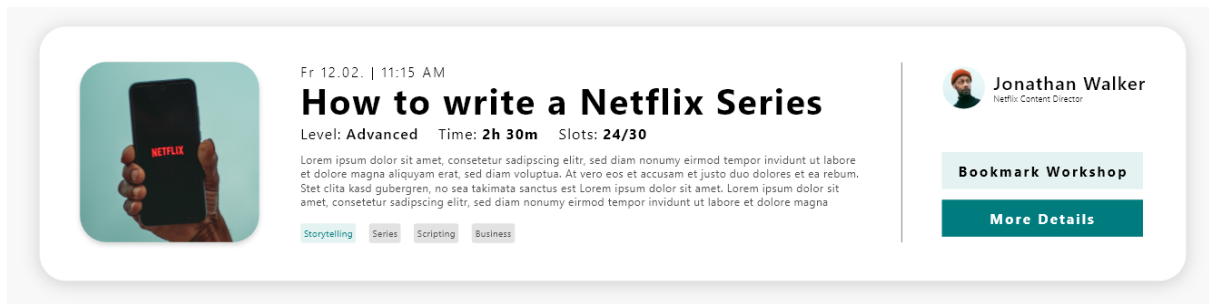 NETFLIX
Fr 12.02. | 11:15 AM
How to write a Netflix Series
Level: Advanced Time: 2h 30m Slots: 24/30
Lorem ipsum dolor sit amet, consetetur sadipscing elitr, sed diam nonumy eirmod tempor invidunt ut labore
et dolore magna aliquyam erat, sed diam voluptua. At vero eos et accusam et justo duo dolores et ea rebum.
Stet clita kasd gubergren, no sea takimata sanctus est Lorem ipsum dolor sit amet. Lorem ipsum dolor sit
amet, consetetur sadipscing elitr, sed diam nonumy eirmod tempor invidunt ut labore et dolore magna
Storytelling Series Scripting Business
Jonathan Walker
Netflix Content Director
Bookmark Workshop
More Details